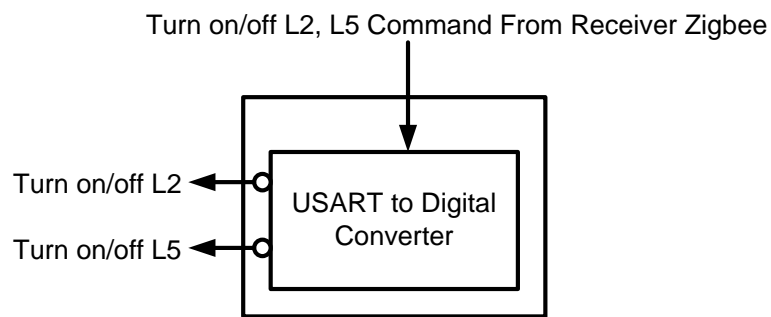 Turn on/off L2, L5 Command From Receiver Zigbee
Turn on/off L2
USART to Digital
Converter
Turn on/off L5